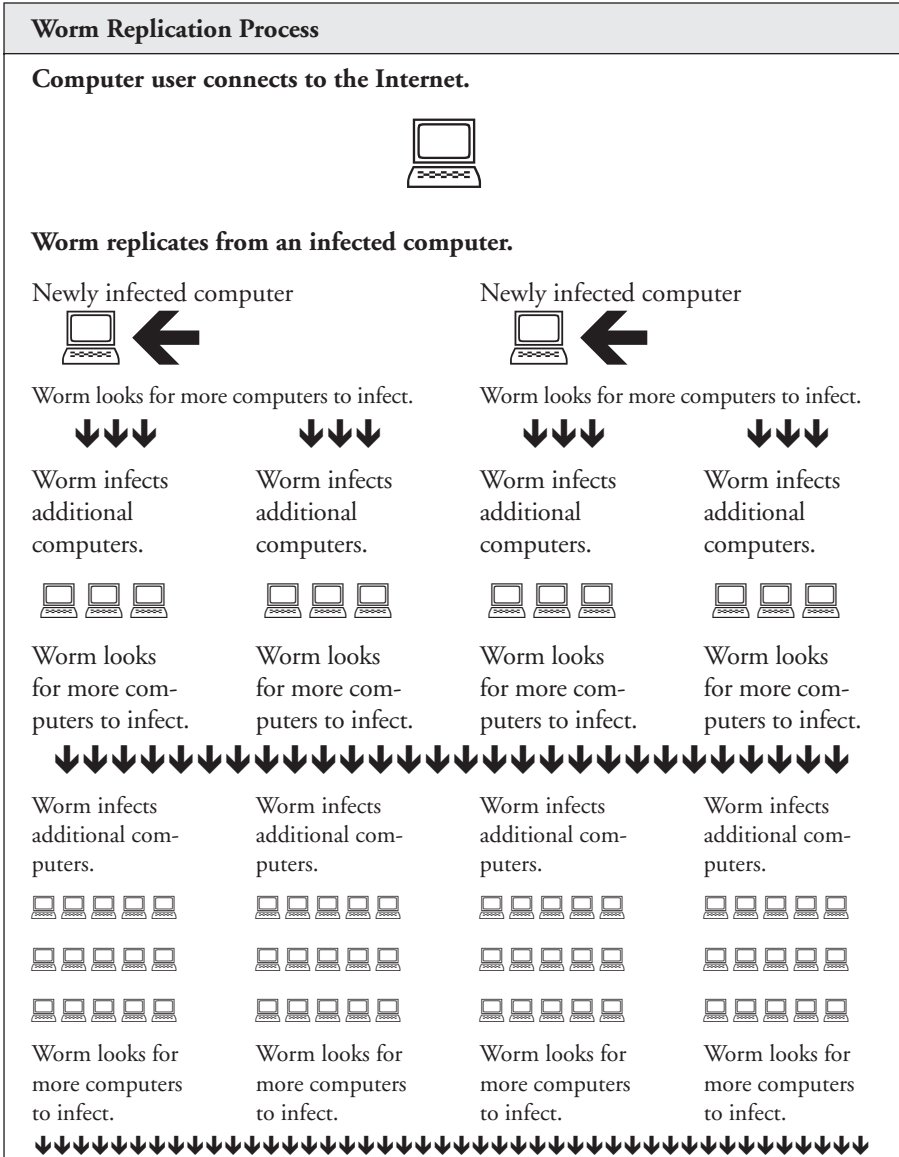 Worm Replication Process
Computer user connects to the Internet.
Worm replicates from an infected computer.
Newly infected computer
Newly infected computer
Worm looks for more computers to infect.
Worm looks for more computers to infect.
Worm infects
additional
computers.
Worm infects
additional
computers.
Worm infects
additional
computers.
Worm infects
additional
computers.
Worm looks
for more com-
puters to infect.
Worm looks
for more com-
puters to infect.
Worm looks
for more com-
puters to infect.
Worm looks
for more com-
puters to infect.
Worm infects
additional com-
puters.
Worm infects
additional com-
puters.
Worm infects
additional com-
puters.
Worm infects
additional com-
puters.
Worm looks for
more computers
to infect.
Worm looks for
more computers
to infect.
Worm looks for
more computers
to infect.
Worm looks for
more computers
to infect.